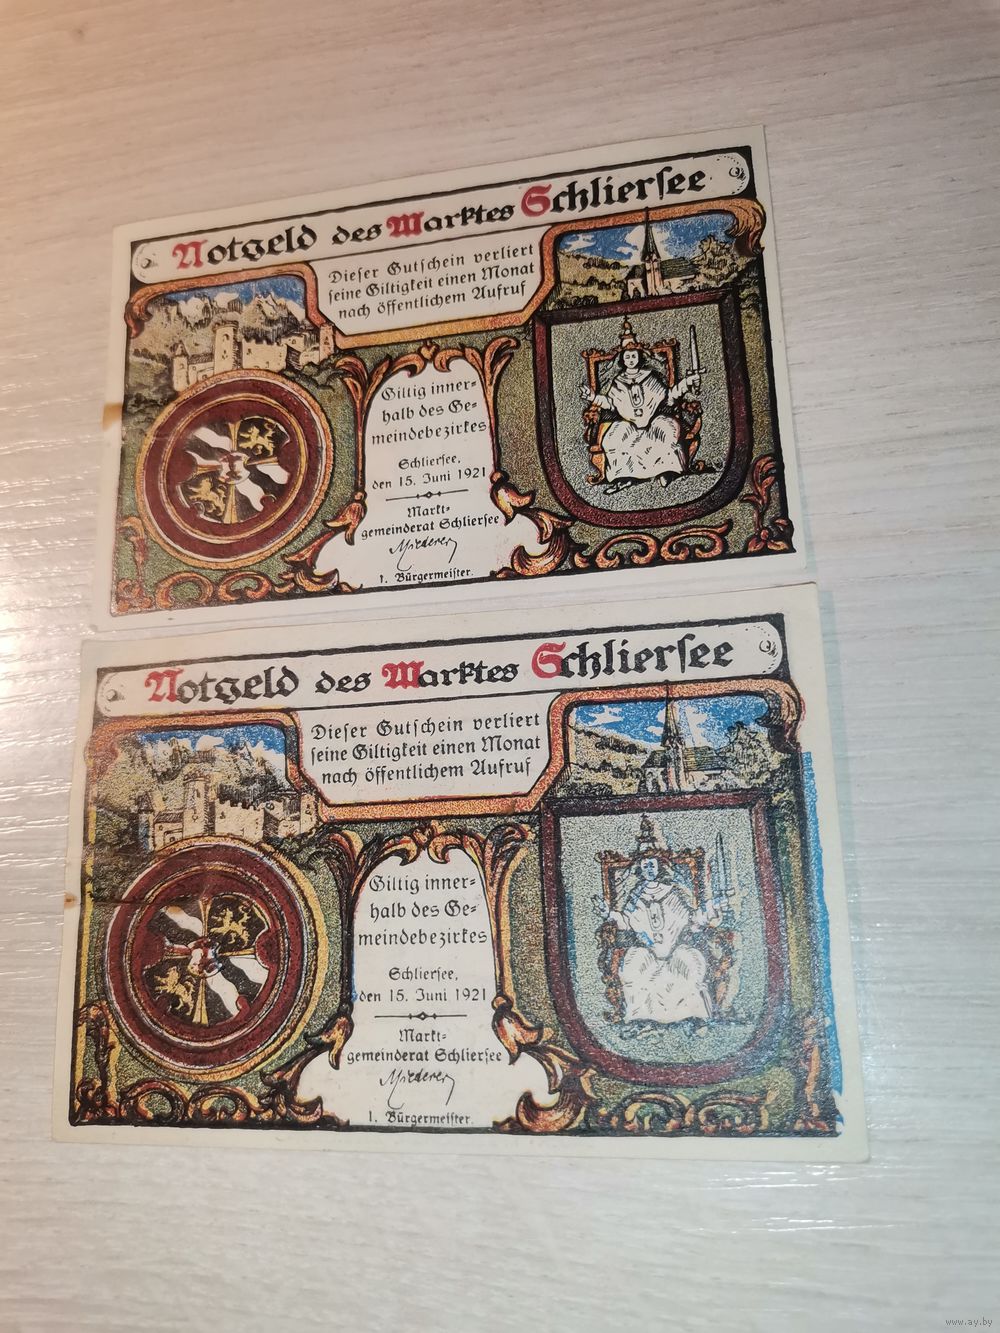 Notgeld des Marktes Schliersee
Dieser Gutschein verliert
seine Giltigkeit einen Monat
nach öffentlichem Aufruf
Giltig inner=
halb des Ge=
meindebezirkes
Schliersee,
den 15. Juni 1921
Markt=
gemeinderat Schliersee
Miederer
1. Bürgermeister.
Notgeld des Marktes Schliersee
Dieser Gutschein verliert
seine Giltigkeit einen Monat
nach öffentlichem Aufruf
Giltig inner=
halb des Ge=
meindebezirkes
Schliersee,
den 15. Juni 1921
Markt=
gemeinderat Schliersee
Miederer
1. Bürgermeister.
www.ay.by